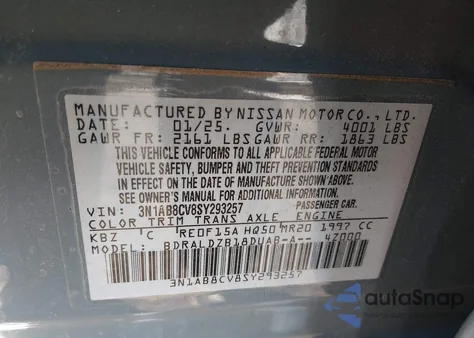 MANUFACTURED BY NISSAN MOTOR CO., LTD.
DATE: 01/25. GVWR: 4001 LBS
GAWR FR: 2161 LBS GAWR RR: 1863 LBS
THIS VEHICLE CONFORMS TO ALL APPLICABLE FEDERAL MOTOR
VEHICLE SAFETY, BUMPER AND THEFT PREVENTION STANDARDS
IN EFFECT ON THE DATE OF MANUFACTURE SHOWN ABOVE.
SEE OWNER'S MANUAL FOR ADDITIONAL INFORMATION
VIN: 3N1AB8CV8SY293257 PASSENGER CAR.
COLOR TRIM TRANS AXLE ENGINE
KBZ C RE0F15A HQ50 MR20 1997 CC
MODEL: BDRALDZB18DUAB-A-- 4Z000
3N1AB8CV8SY293257
autoSnap